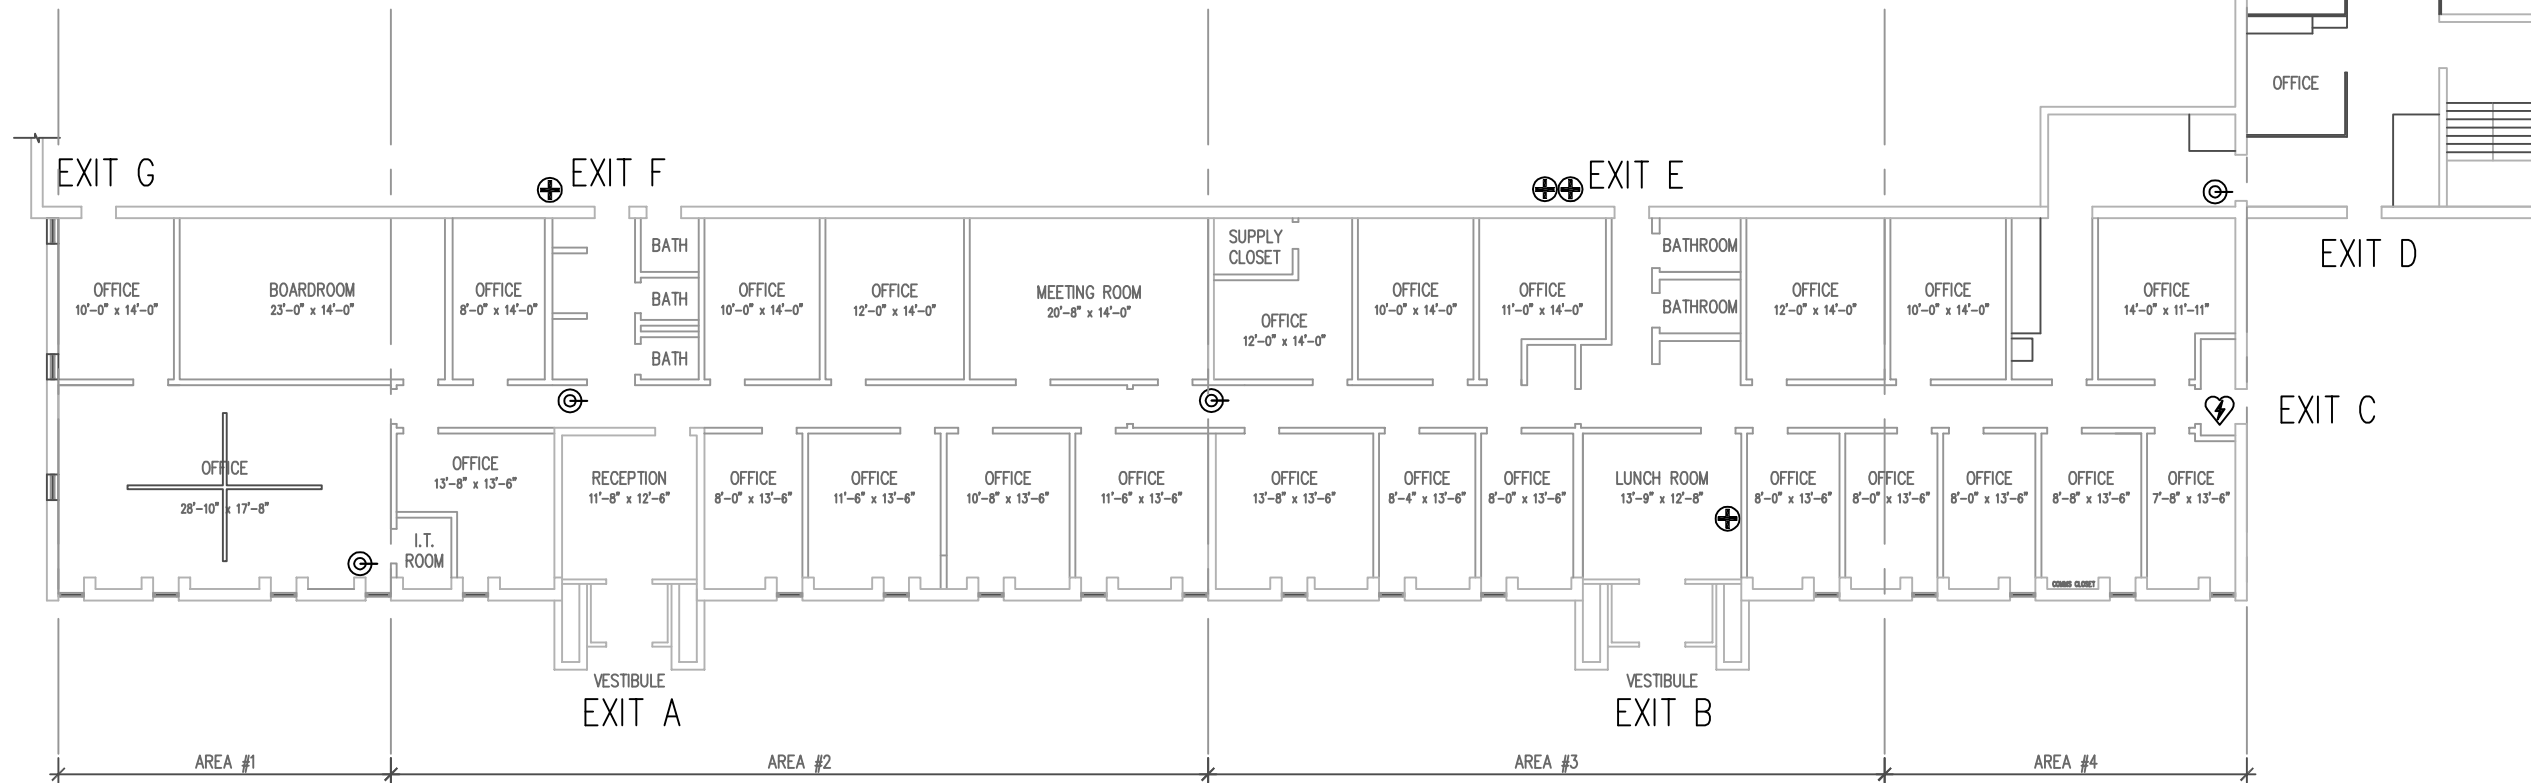 OFFICE
EXIT G
EXIT F
EXIT E
EXIT D
SUPPLY
CLOSET
BATH
BATHROOM
OFFICE
10'-0" x 14'-0"
BOARDROOM
23'-0" x 14'-0"
OFFICE
8'-0" x 14'-0"
BATH
OFFICE
10'-0" x 14'-0"
OFFICE
12'-0" x 14'-0"
MEETING ROOM
20'-8" x 14'-0"
OFFICE
12'-0" x 14'-0"
OFFICE
10'-0" x 14'-0"
OFFICE
11'-0" x 14'-0"
BATHROOM
OFFICE
12'-0" x 14'-0"
OFFICE
10'-0" x 14'-0"
OFFICE
14'-0" x 11'-11"
BATH
EXIT C
OFFICE
28'-10" x 17'-8"
OFFICE
13'-8" x 13'-6"
I.T.
ROOM
RECEPTION
11'-8" x 12'-6"
OFFICE
8'-0" x 13'-6"
OFFICE
11'-6" x 13'-6"
OFFICE
10'-8" x 13'-6"
OFFICE
11'-6" x 13'-6"
OFFICE
13'-8" x 13'-6"
OFFICE
8'-4" x 13'-6"
OFFICE
8'-0" x 13'-6"
LUNCH ROOM
13'-9" x 12'-8"
OFFICE
8'-0" x 13'-6"
OFFICE
8'-0" x 13'-6"
OFFICE
8'-0" x 13'-6"
OFFICE
8'-8" x 13'-6"
OFFICE
7'-8" x 13'-6"
COMMS CLOSET
VESTIBULE
EXIT A
VESTIBULE
EXIT B
AREA #1
AREA #2
AREA #3
AREA #4